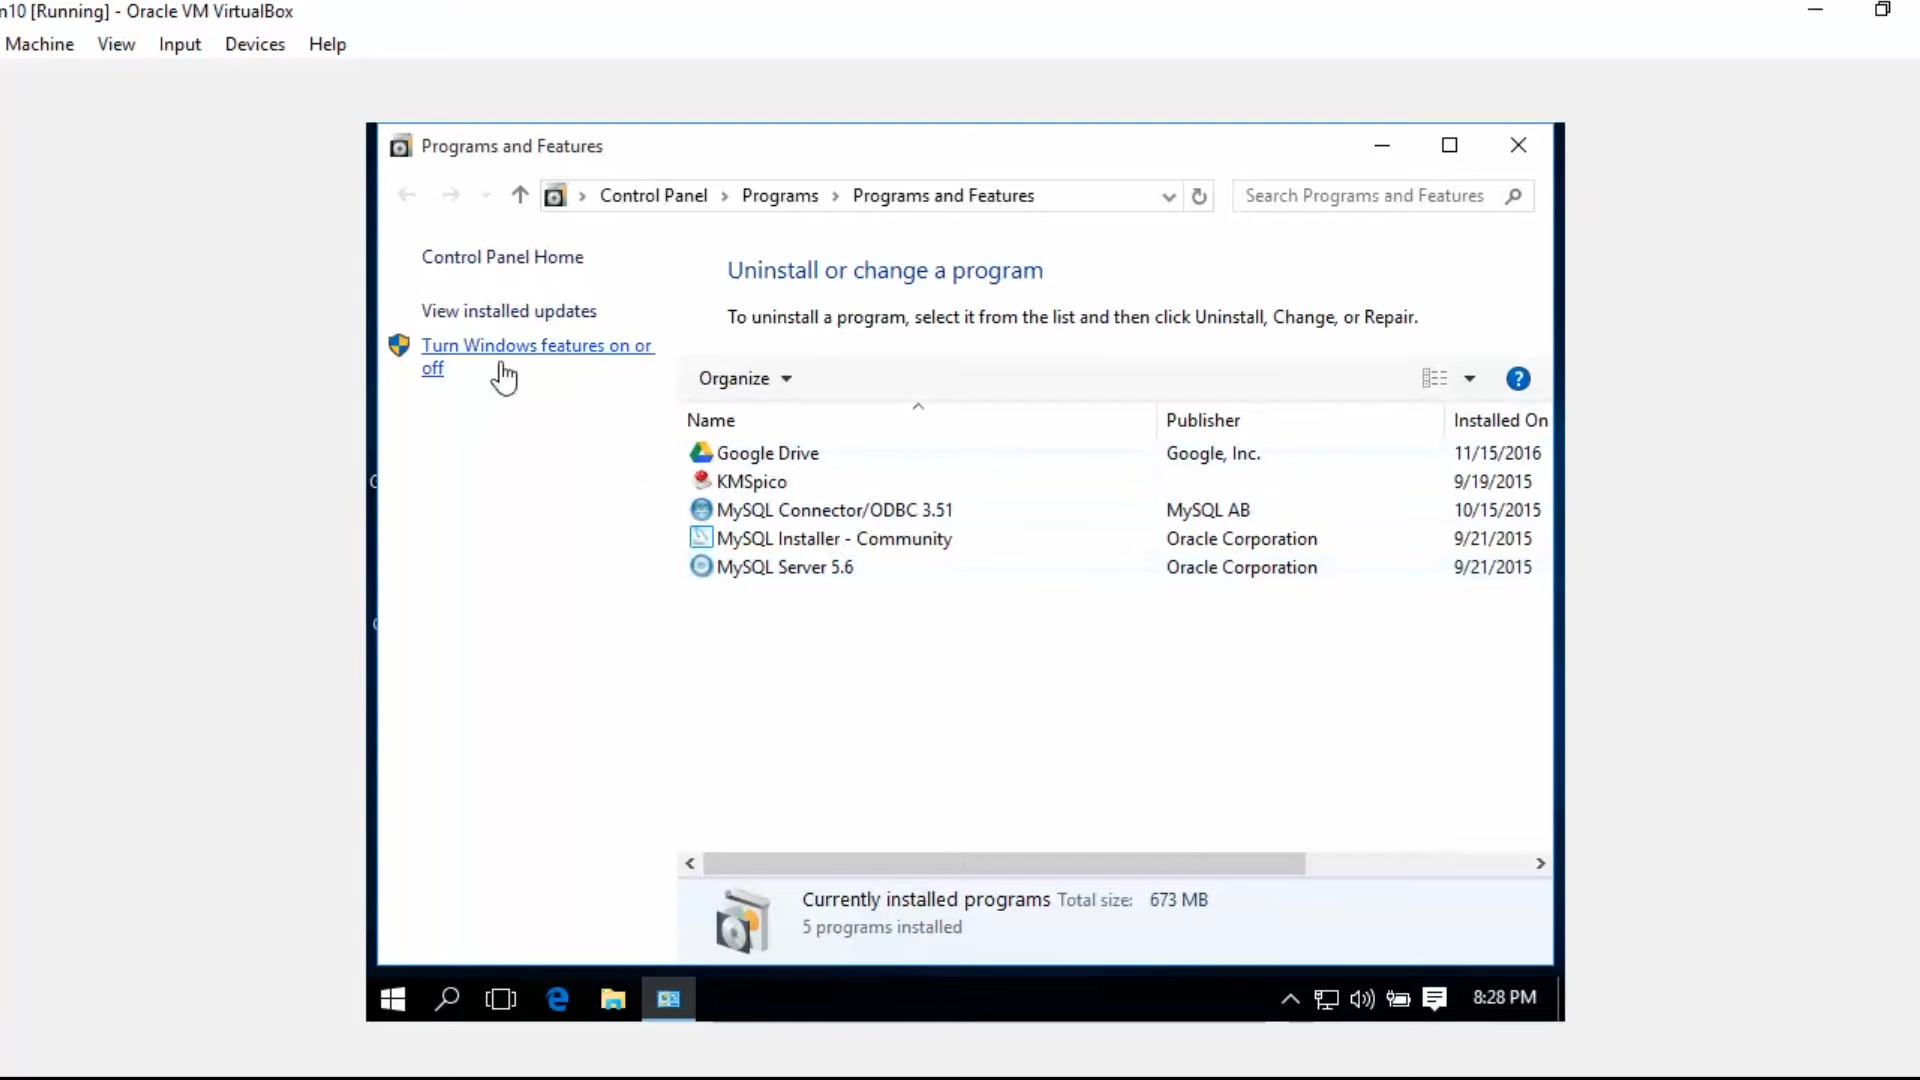 n10 [Running] - Oracle VM VirtualBox
Machine View Input Devices Help
Programs and Features
Control Panel Programs Programs and Features
Search Programs and Features
Control Panel Home
View installed updates
Turn Windows features on or
off
Uninstall or change a program
To uninstall a program, select it from the list and then click Uninstall, Change, or Repair.
Organize
Name Publisher Installed On
Google Drive Google, Inc. 11/15/2016
KMSpico 9/19/2015
MySQL Connector/ODBC 3.51 MySQL AB 10/15/2015
MySQL Installer - Community Oracle Corporation 9/21/2015
MySQL Server 5.6 Oracle Corporation 9/21/2015
Currently installed programs Total size: 673 MB
5 programs installed
8:28 PM